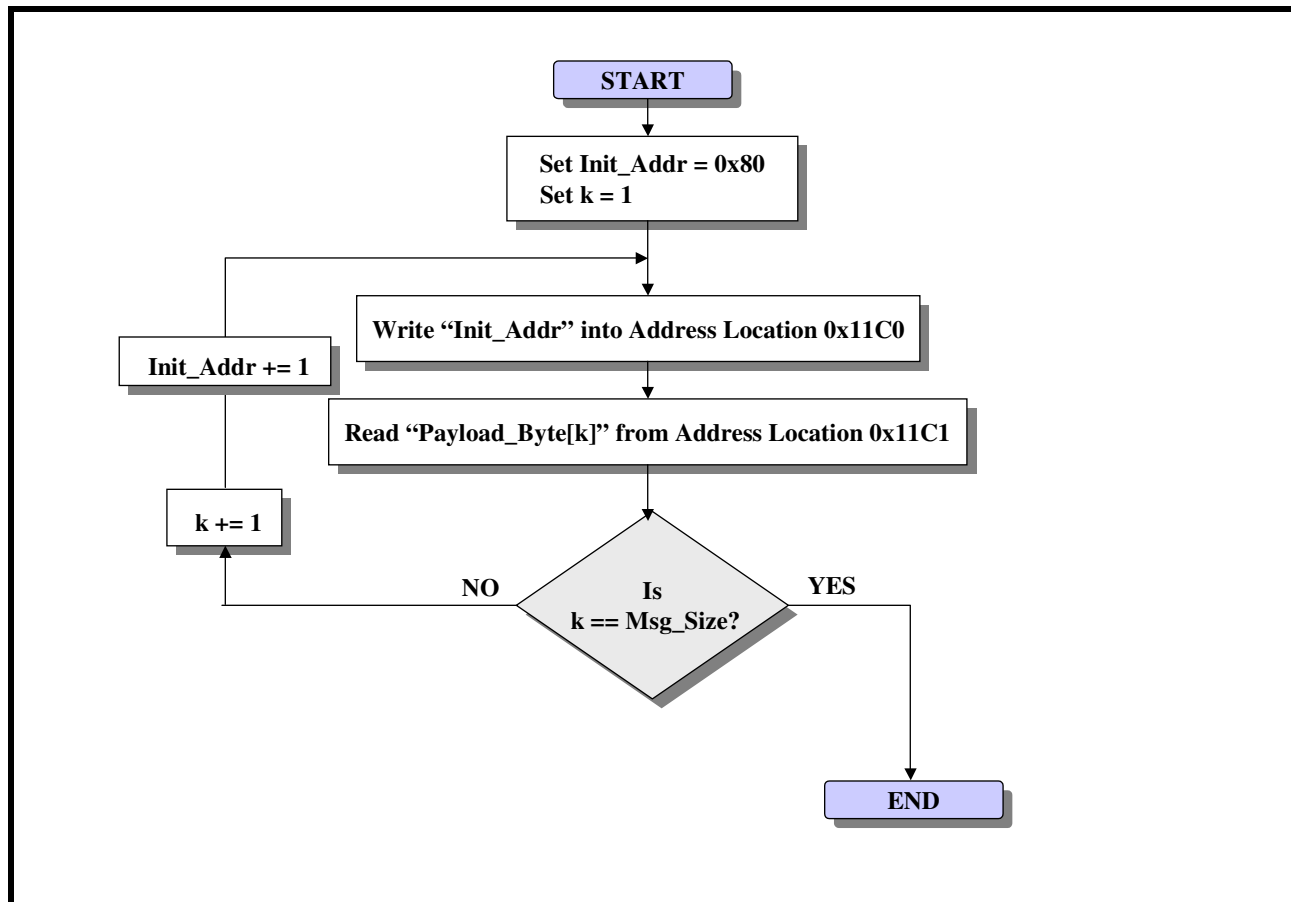 START
Set Init_Addr = 0x80
Set k = 1
Write “Init_Addr” into Address Location 0x11C0
Init_Addr += 1
Read “Payload_Byte[k]” from Address Location 0x11C1
k += 1
NO
YES
Is
k == Msg_Size?
END